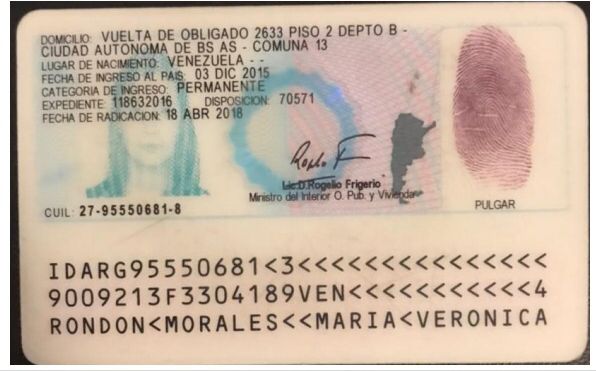 DOMICILIO: VUELTA DE OBLIGADO 2633 PISO 2 DEPTO B -
CIUDAD AUTONOMA DE BS AS - COMUNA 13
LUGAR DE NACIMIENTO: VENEZUELA - -
FECHA DE INGRESO AL PAIS: 03 DIC 2015
CATEGORIA DE INGRESO: PERMANENTE
EXPEDIENTE: 118632016 DISPOSICION: 70571
FECHA DE RADICACION: 18 ABR 2018
Lic.D.Rogelio Frigerio
Ministro del Interior O. Pub. y Vivienda
CUIL: 27-95550681-8
PULGAR
IDARG95550681<3<<<<<<<<<<<<<<<
9009213F3304189VEN<<<<<<<<<<<4
RONDON<MORALES<<MARIA<VERONICA